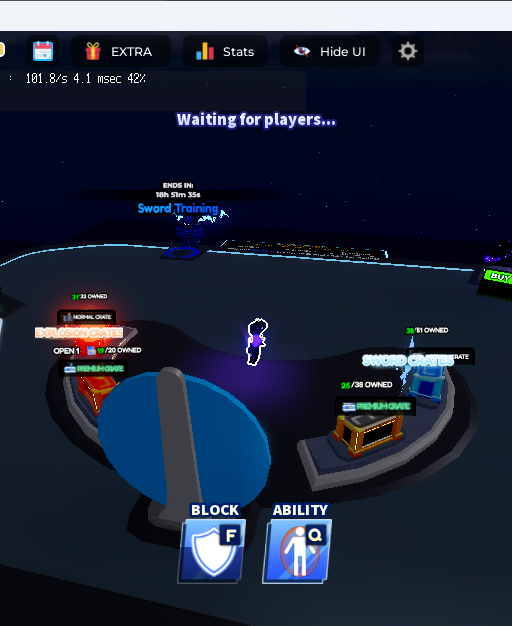 EXTRA
Stats
Hide UI
: 101.8/s 4.1 msec 42%
Waiting for players...
ENDS IN:
18h 51m 35s
Sword Training
BUY
31/32 OWNED
NORMAL CRATE
EXPLOSION CRATES
OPEN 1
19/20 OWNED
PREMIUM CRATE
38/51 OWNED
SWORD CRATES
25/38 OWNED
PREMIUM CRATE
BLOCK
ABILITY
F
Q